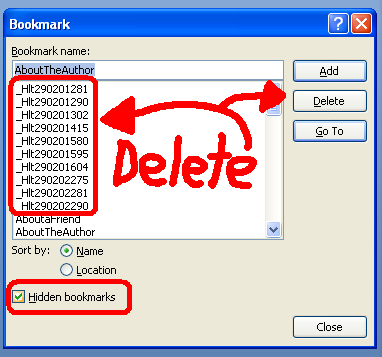 Bookmark
Bookmark name:
AboutTheAuthor
Add
_Hlt290201281
_Hlt290201290
_Hlt290201302
_Hlt290201415
_Hlt290201580
_Hlt290201595
_Hlt290201604
_Hlt290202275
_Hlt290202281
_Hlt290202290
AboutaFriend
AboutTheAuthor
Delete
Go To
Delete
Sort by:
Name
Location
Hidden bookmarks
Close